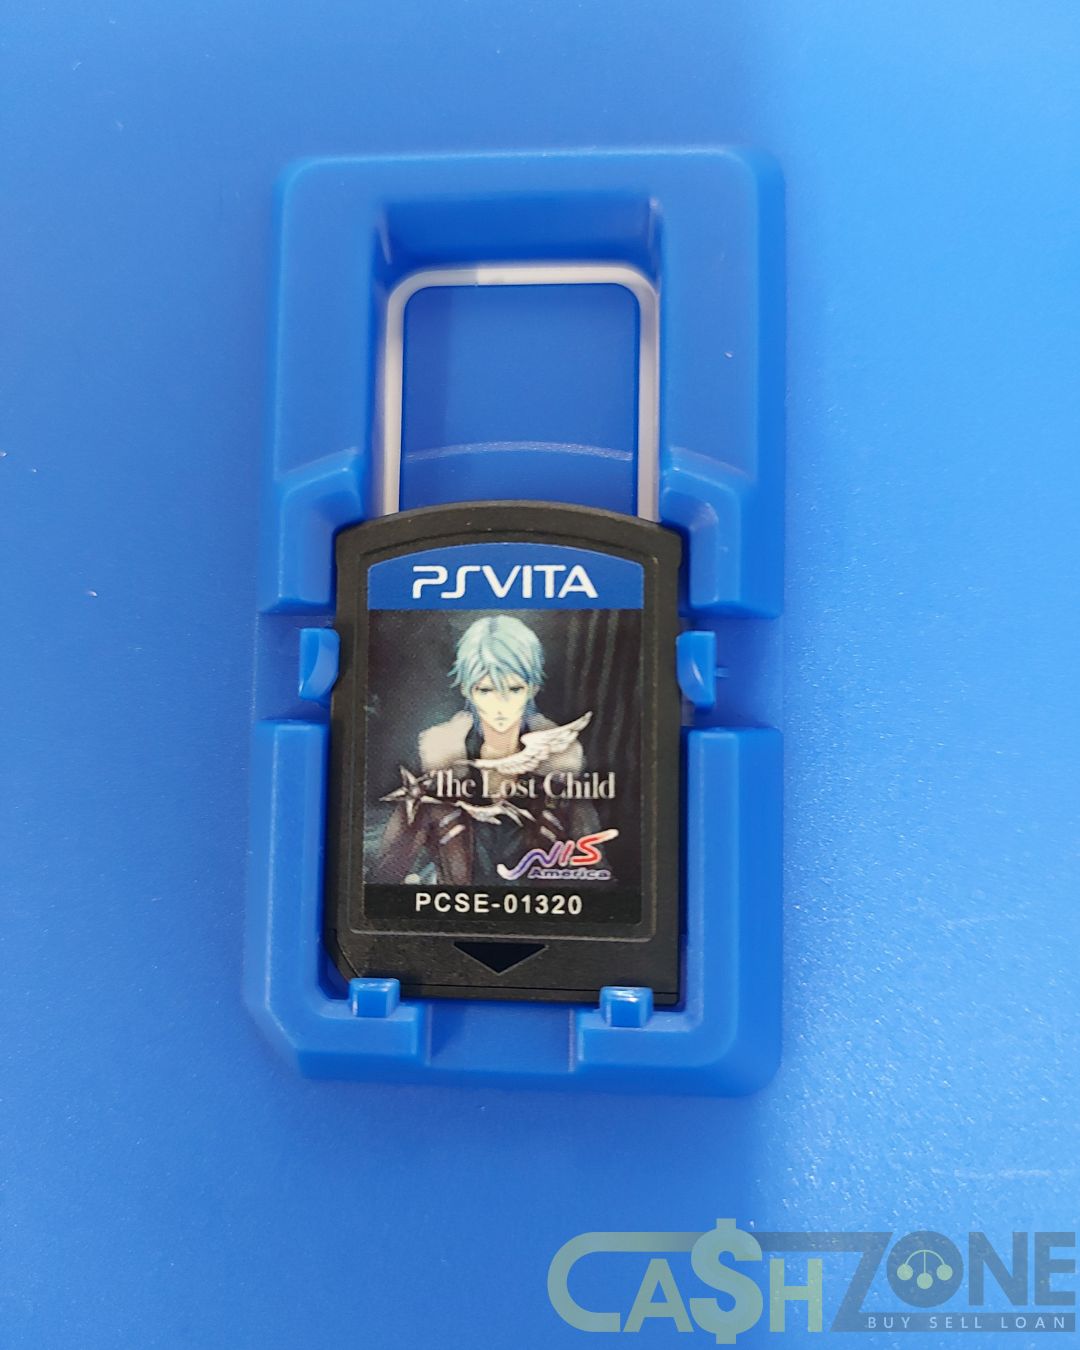 PSVITA
The Lost Child
NIS
America
PCSE-01320
CA$HZONE
BUY SELL LOAN